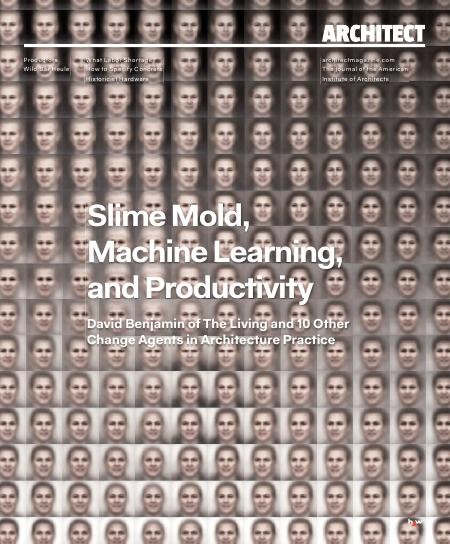 ARCHITECT
What Labor Shortage
How to Specify Concrete
Historicist Hardware
architectmagazine.com
The Journal of the American
Institute of Architects
Slime Mold,
Machine Learning,
and Productivity
David Benjamin of The Living and 10 Other
Change Agents in Architecture Practice